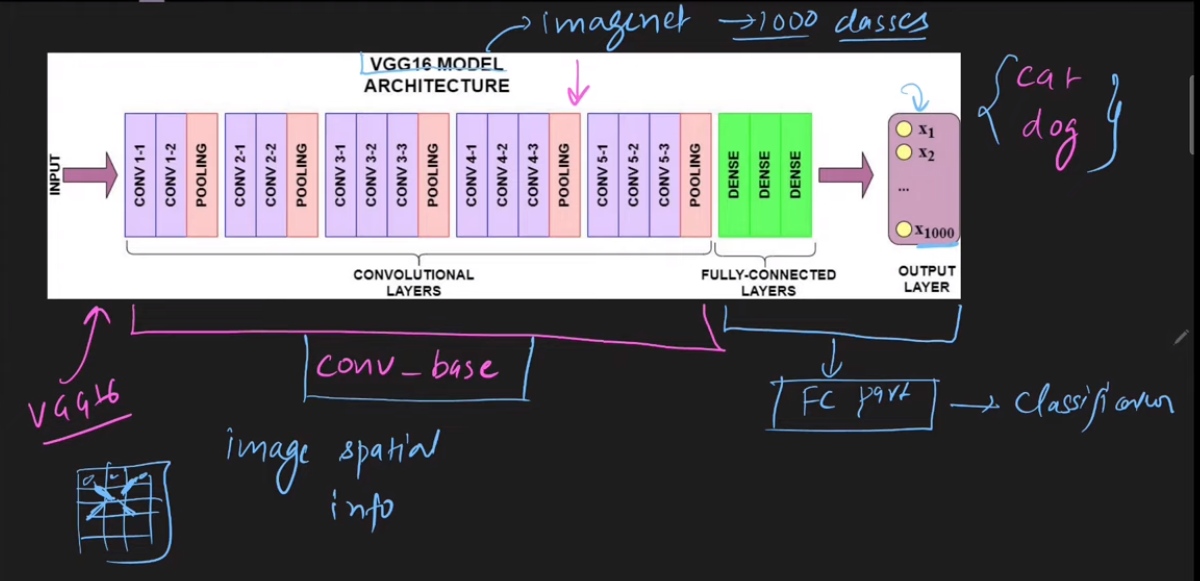 imagenet → 1000 classes
VGG16 MODEL
ARCHITECTURE
{ cat
dog }
INPUT
CONV 1-1
CONV 1-2
POOLING
CONV 2-1
CONV 2-2
POOLING
CONV 3-1
CONV 3-2
CONV 3-3
POOLING
CONV 4-1
CONV 4-2
CONV 4-3
POOLING
CONV 5-1
CONV 5-2
CONV 5-3
POOLING
DENSE
DENSE
DENSE
x1
x2
...
x1000
CONVOLUTIONAL
LAYERS
FULLY-CONNECTED
LAYERS
OUTPUT
LAYER
VGG16
conv_base
FC part → Classification
image spatial
info